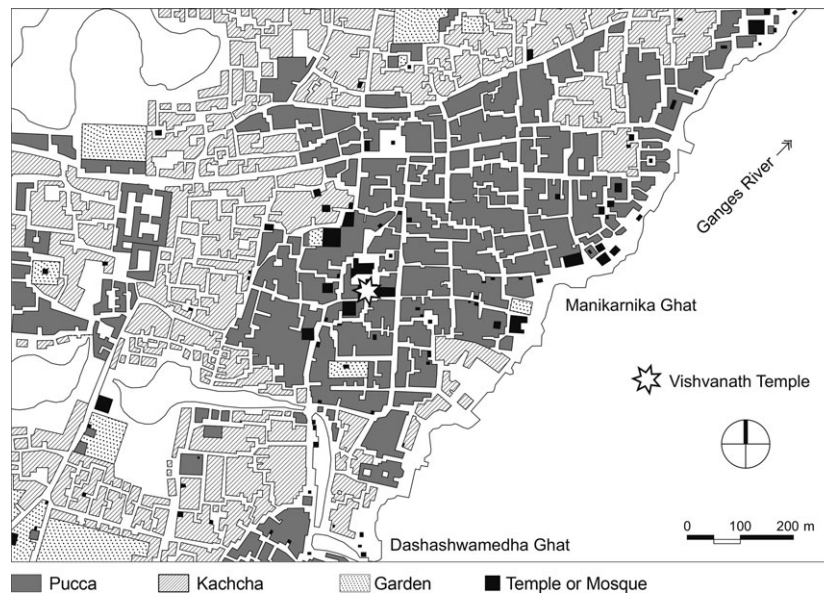 Ganges River
Manikarnika Ghat
Vishvanath Temple
0 100 200 m
Dashashwamedha Ghat
Pucca Kachcha Garden Temple or Mosque